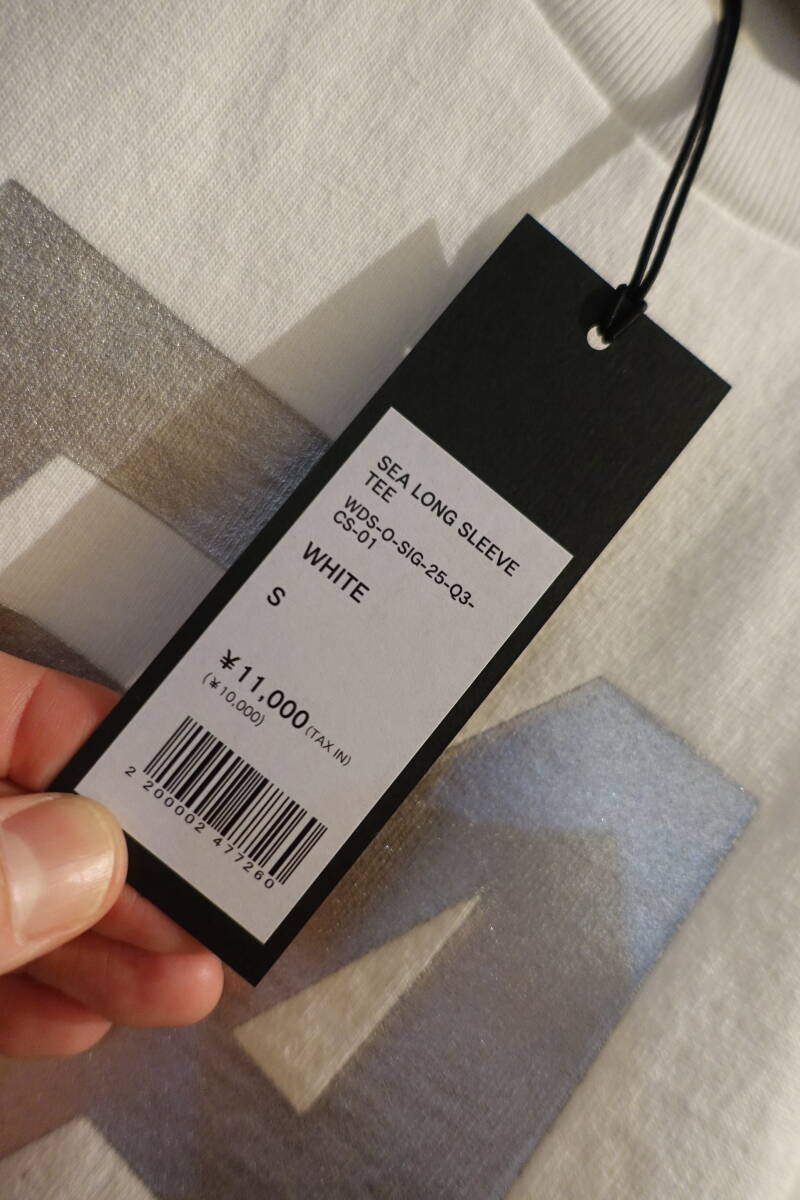 SEA LONG SLEEVE
TEE
WDS-O-SIG-25-Q3-
CS-01
WHITE
S
¥11,000 (TAX IN)
(¥10,000)
2 200002 477260